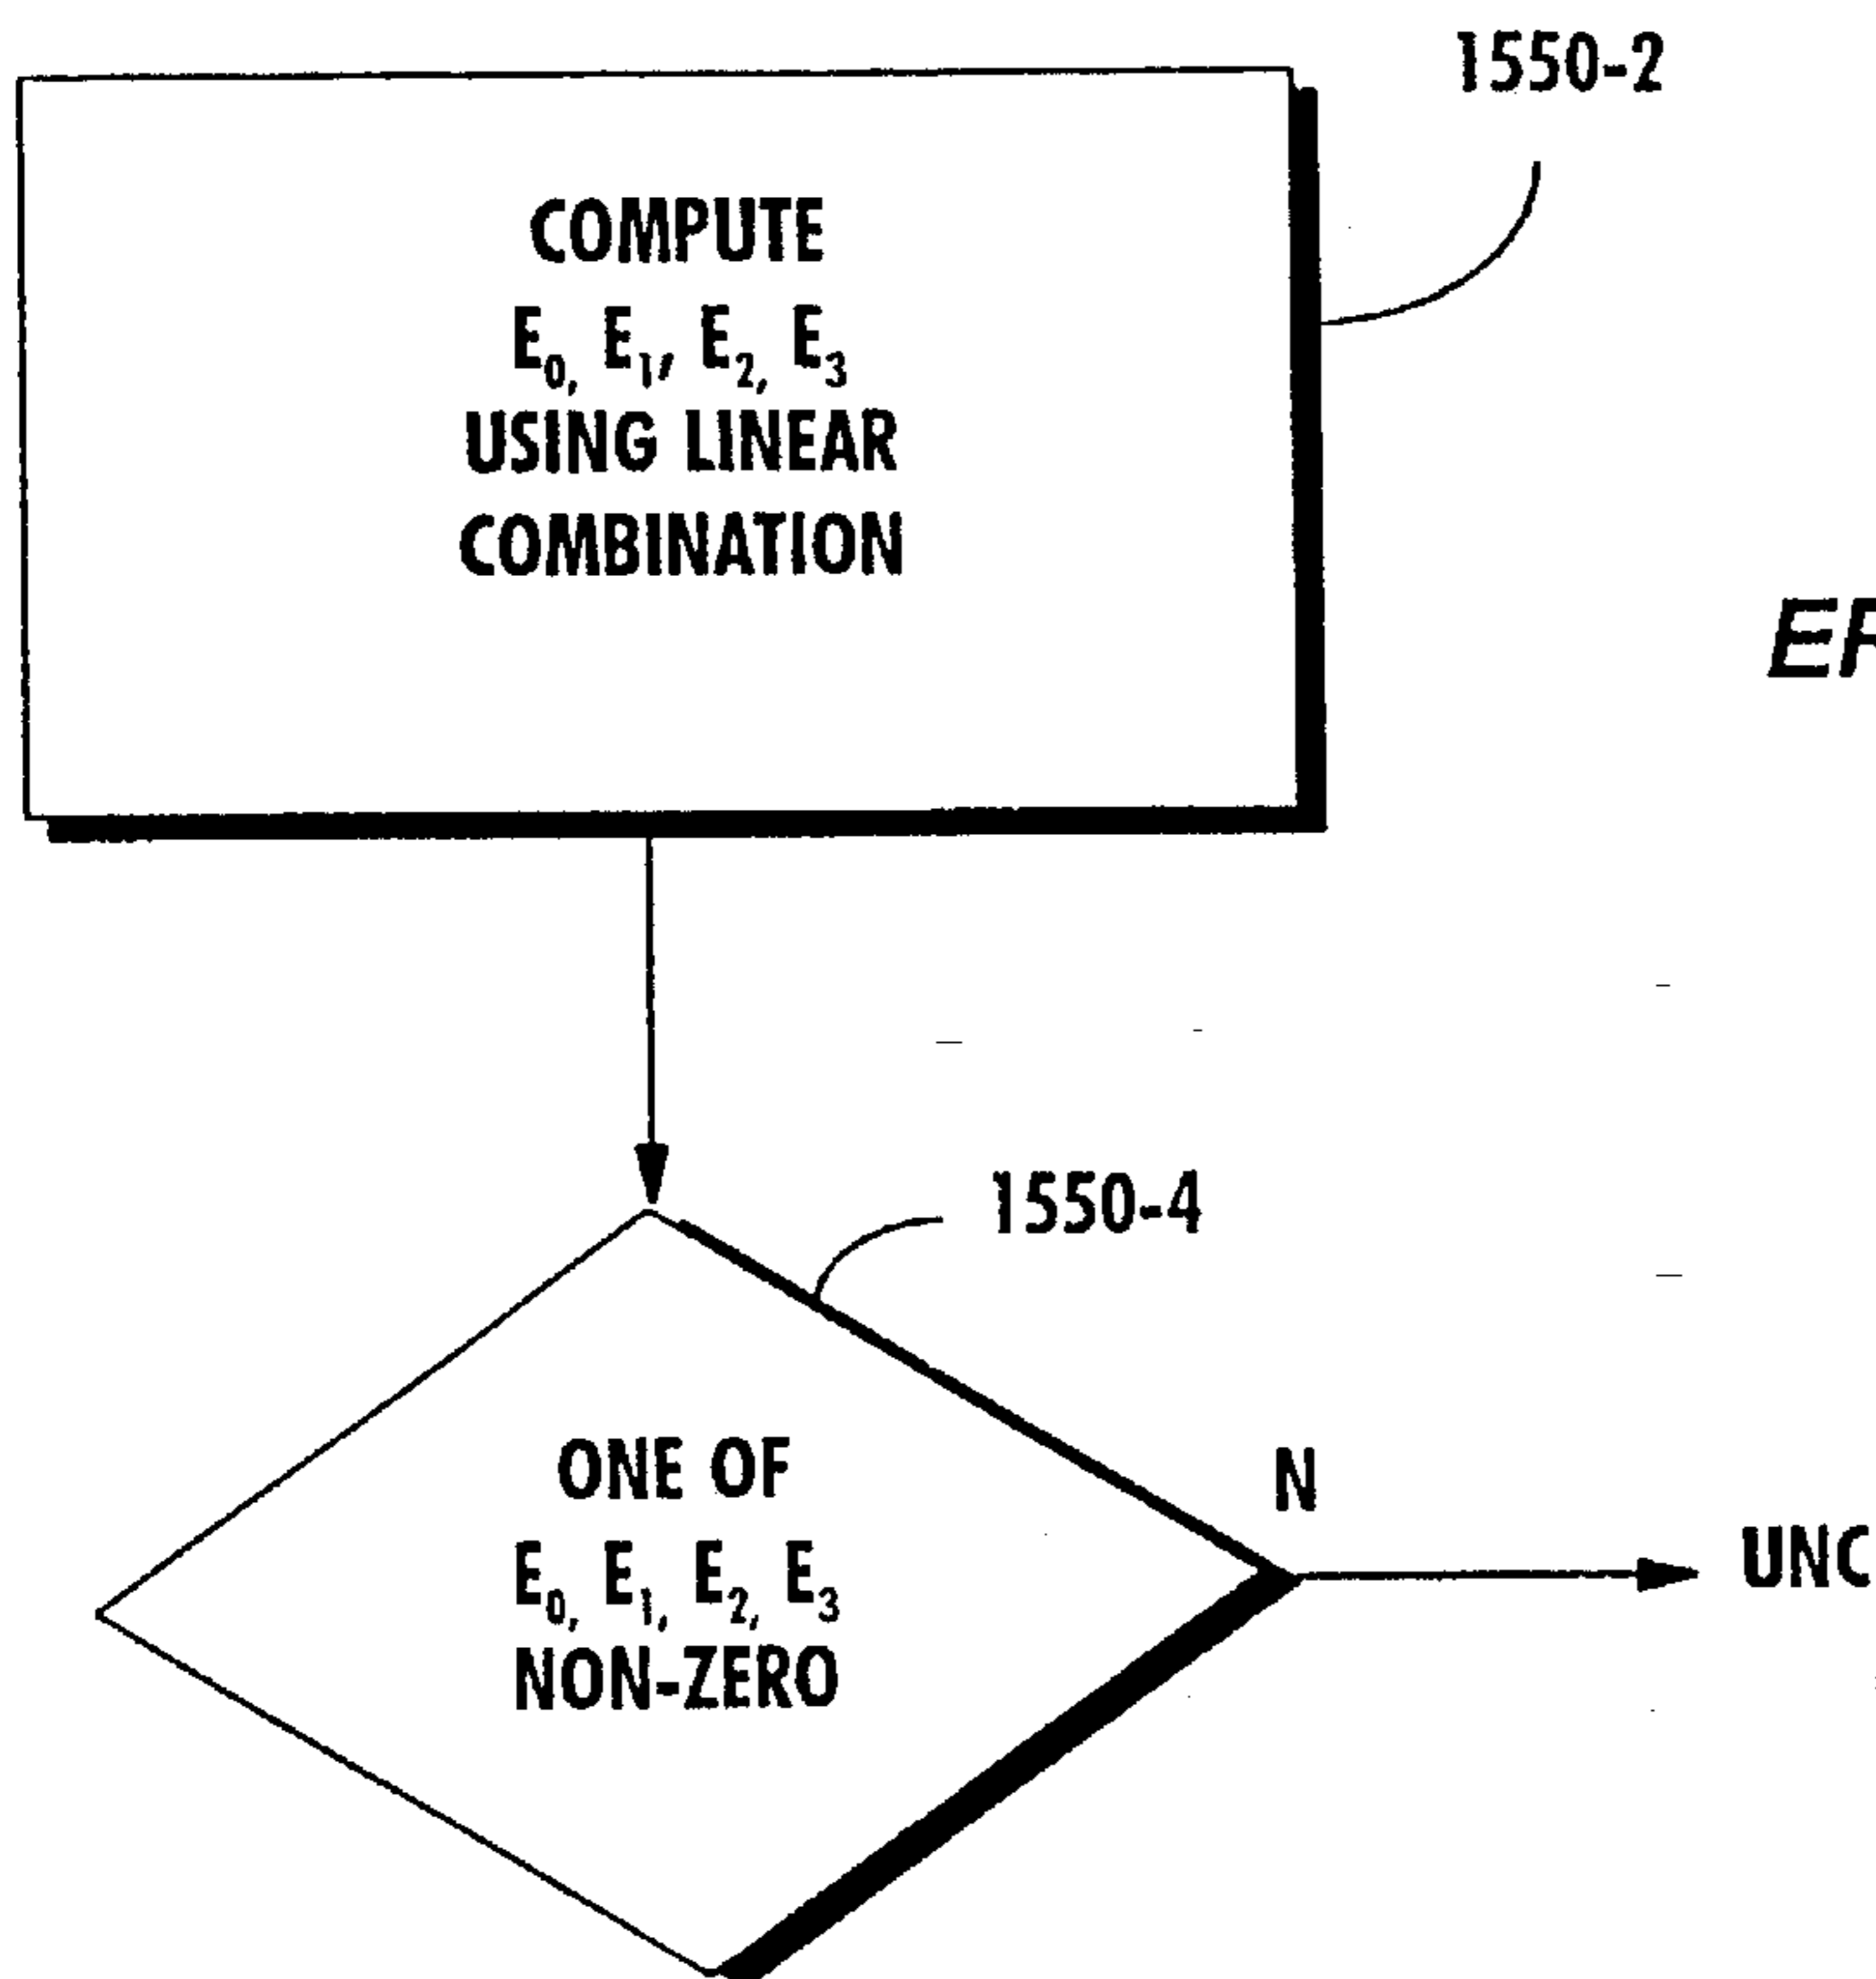 1550-2
COMPUTE
E₀, E₁, E₂, E₃
USING LINEAR
COMBINATION
1550-4
ONE OF
E₀, E₁, E₂, E₃
NON-ZERO
N